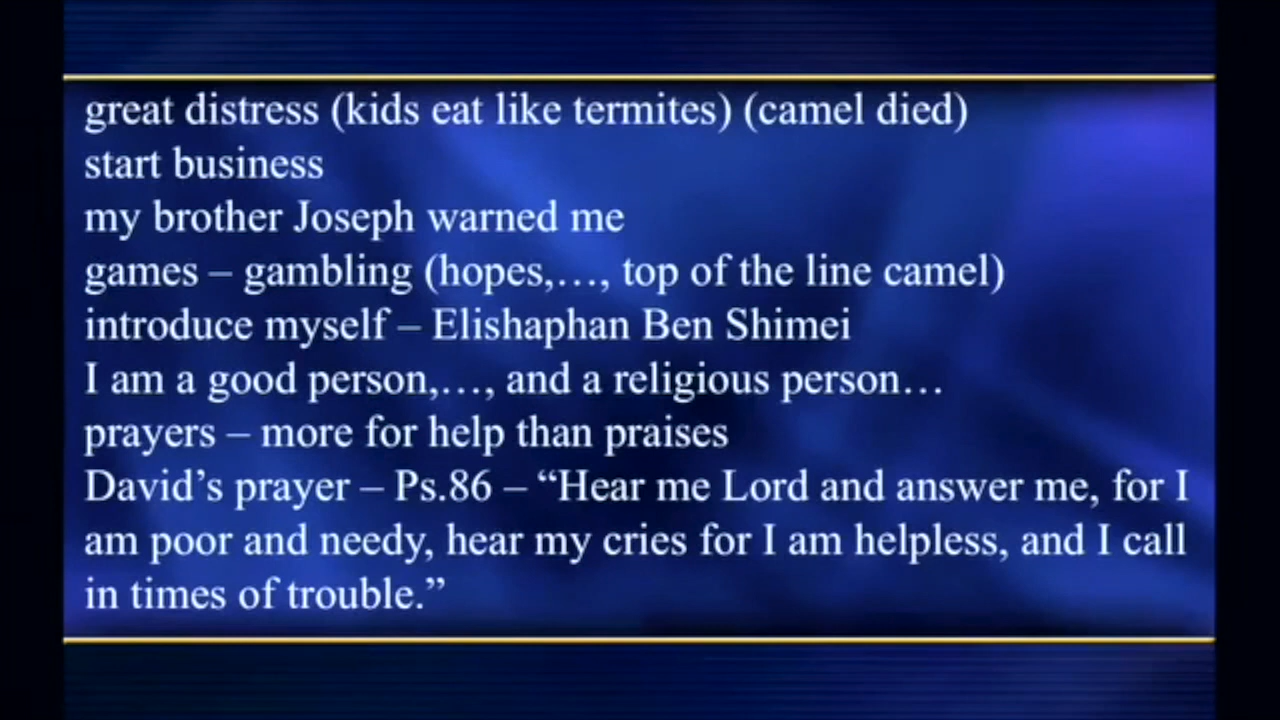 great distress (kids eat like termites) (camel died)
start business
my brother Joseph warned me
games – gambling (hopes,…, top of the line camel)
introduce myself – Elishaphan Ben Shimei
I am a good person,…, and a religious person…
prayers – more for help than praises
David’s prayer – Ps.86 – “Hear me Lord and answer me, for I
am poor and needy, hear my cries for I am helpless, and I call
in times of trouble.”